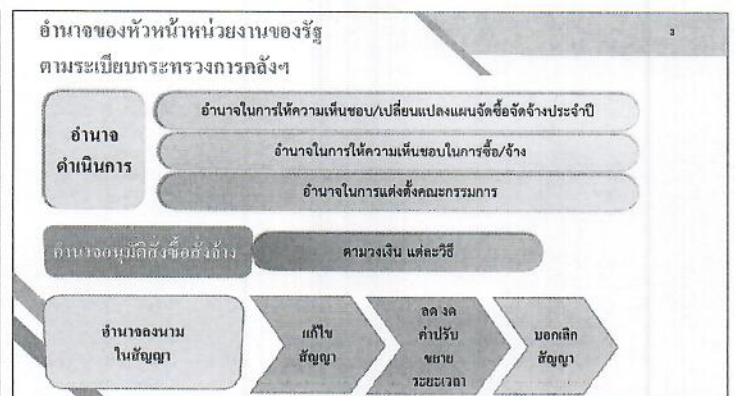 อำนาจของหัวหน้าหน่วยงานของรัฐ
ตามระเบียบกระทรวงการคลังฯ
3
อำนาจ
ดำเนินการ
อำนาจในการให้ความเห็นชอบ/เปลี่ยนแปลงแผนจัดซื้อจัดจ้างประจำปี
อำนาจในการให้ความเห็นชอบในการซื้อ/จ้าง
อำนาจในการแต่งตั้งคณะกรรมการ
อำนาจอนุมัติสั่งซื้อสั่งจ้าง
ตามวงเงิน แต่ละวิธี
อำนาจลงนาม
ในสัญญา
แก้ไข
สัญญา
ลด งด
ค่าปรับ
ขยาย
ระยะเวลา
บอกเลิก
สัญญา